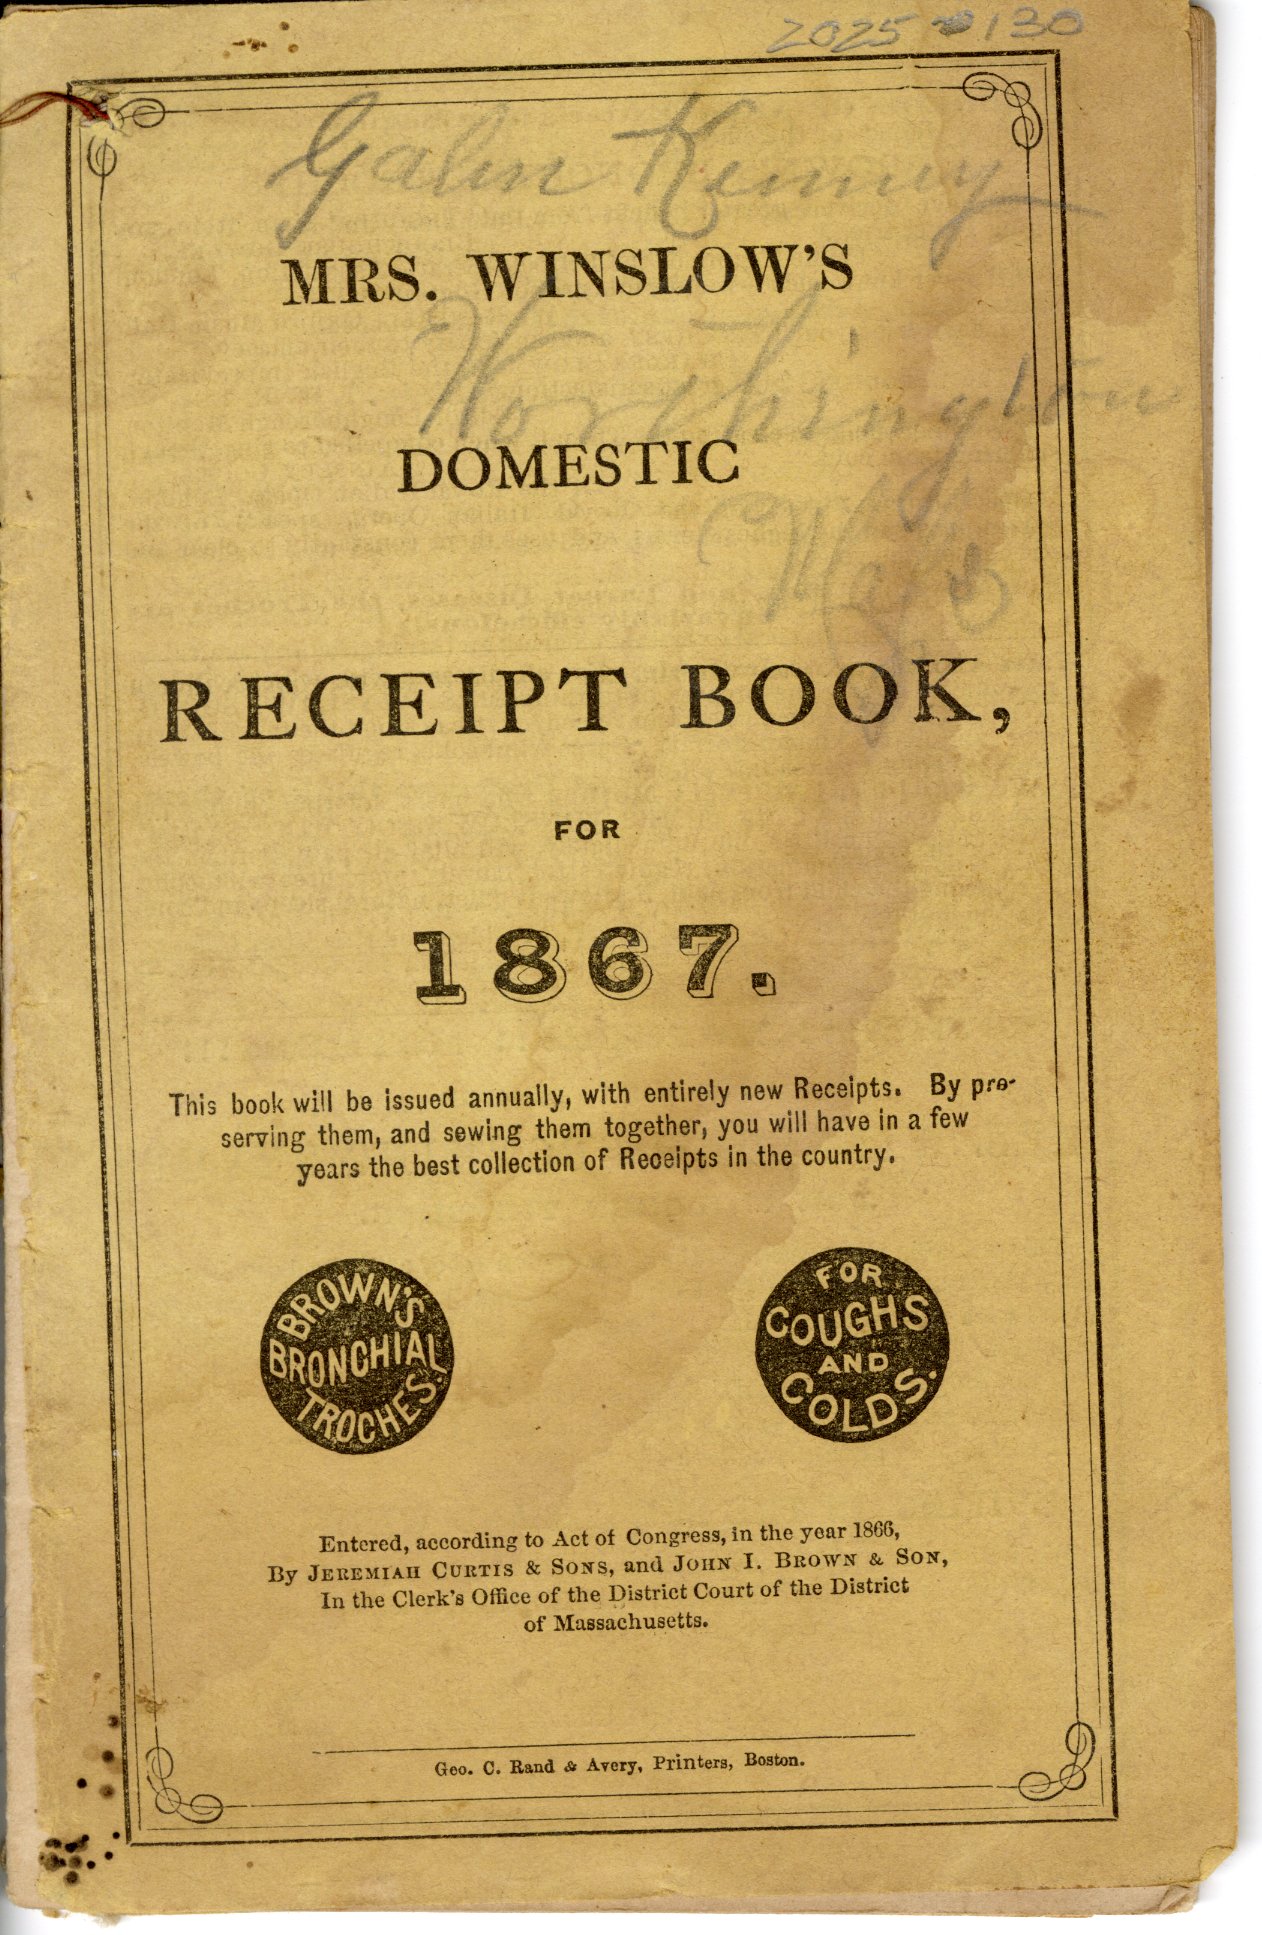 2025 0130
Galen Kinney
MRS. WINSLOW'S
Worthington
DOMESTIC
Mass
RECEIPT BOOK,
FOR
1867.
This book will be issued annually, with entirely new Receipts. By pre-
serving them, and sewing them together, you will have in a few
years the best collection of Receipts in the country.
BROWN'S
BRONCHIAL
TROCHES.
FOR
COUGHS
AND
COLDS.
Entered, according to Act of Congress, in the year 1866,
By JEREMIAH CURTIS & SONS, and JOHN I. BROWN & SON,
In the Clerk's Office of the District Court of the District
of Massachusetts.
Geo. C. Rand & Avery, Printers, Boston.